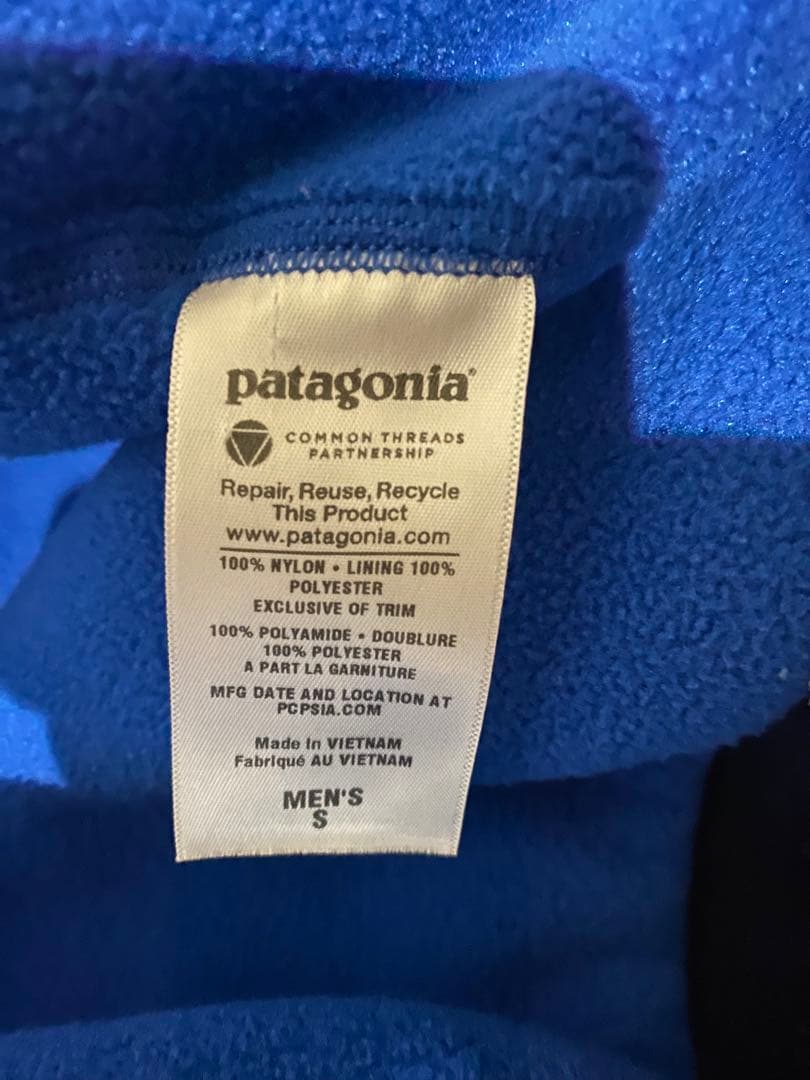 patagonia®
COMMON THREADS
PARTNERSHIP
Repair, Reuse, Recycle
This Product
www.patagonia.com
100% NYLON • LINING 100%
POLYESTER
EXCLUSIVE OF TRIM
100% POLYAMIDE • DOUBLURE
100% POLYESTER
A PART LA GARNITURE
MFG DATE AND LOCATION AT
PCPSIA.COM
Made in VIETNAM
Fabriqué AU VIETNAM
MEN'S
S